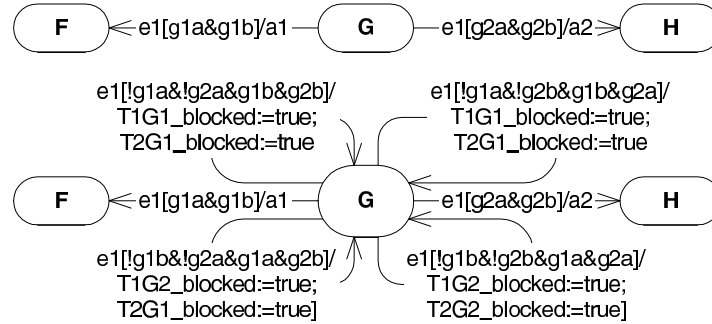 F e1[g1a&g1b]/a1 G e1[g2a&g2b]/a2 H
e1[!g1a&!g2a&g1b&g2b]/
T1G1_blocked:=true;
T2G1_blocked:=true
e1[!g1a&!g2b&g1b&g2a]/
T1G1_blocked:=true;
T2G1_blocked:=true
F e1[g1a&g1b]/a1 G e1[g2a&g2b]/a2 H
e1[!g1b&!g2a&g1a&g2b]/
T1G2_blocked:=true;
T2G1_blocked:=true]
e1[!g1b&!g2b&g1a&g2a]/
T1G2_blocked:=true;
T2G2_blocked:=true]